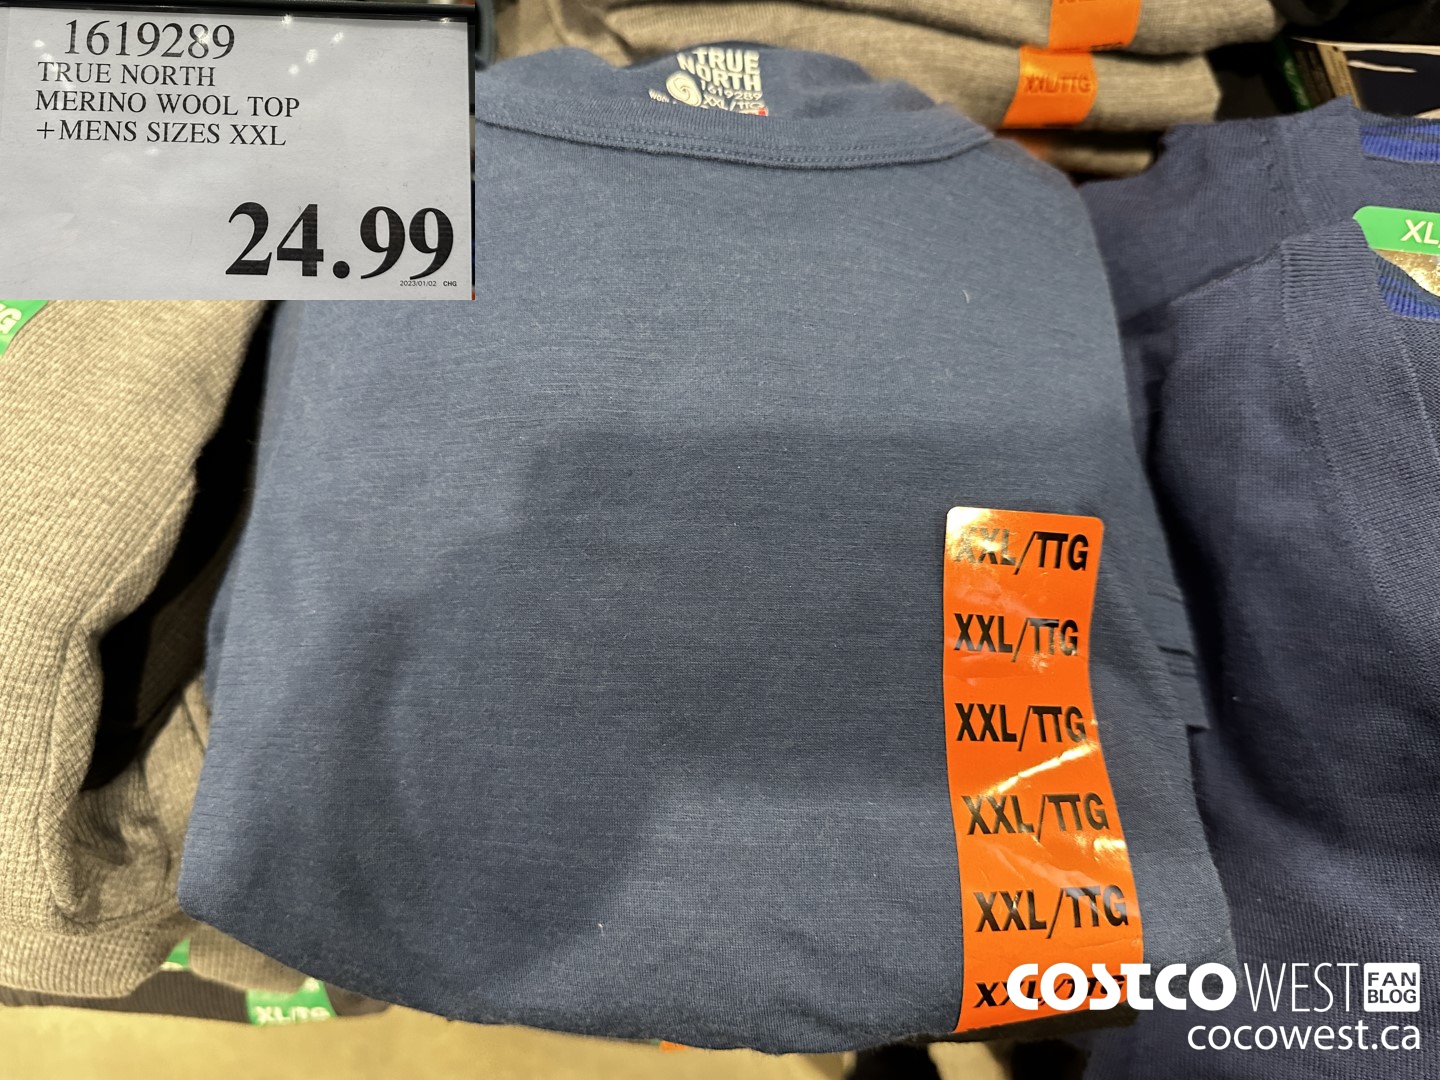 1619289
TRUE NORTH
MERINO WOOL TOP
+MENS SIZES XXL
24.99
2023/01/02 CHG
TRUE
NORTH
1619289
XXL/TTG
XXL/TTG
XL
XXL/TTG
XXL/TTG
XXL/TTG
XXL/TTG
XXL/TTG
XXL/TTG
XL/TG
COSTCO WEST FAN BLOG
cocowest.ca